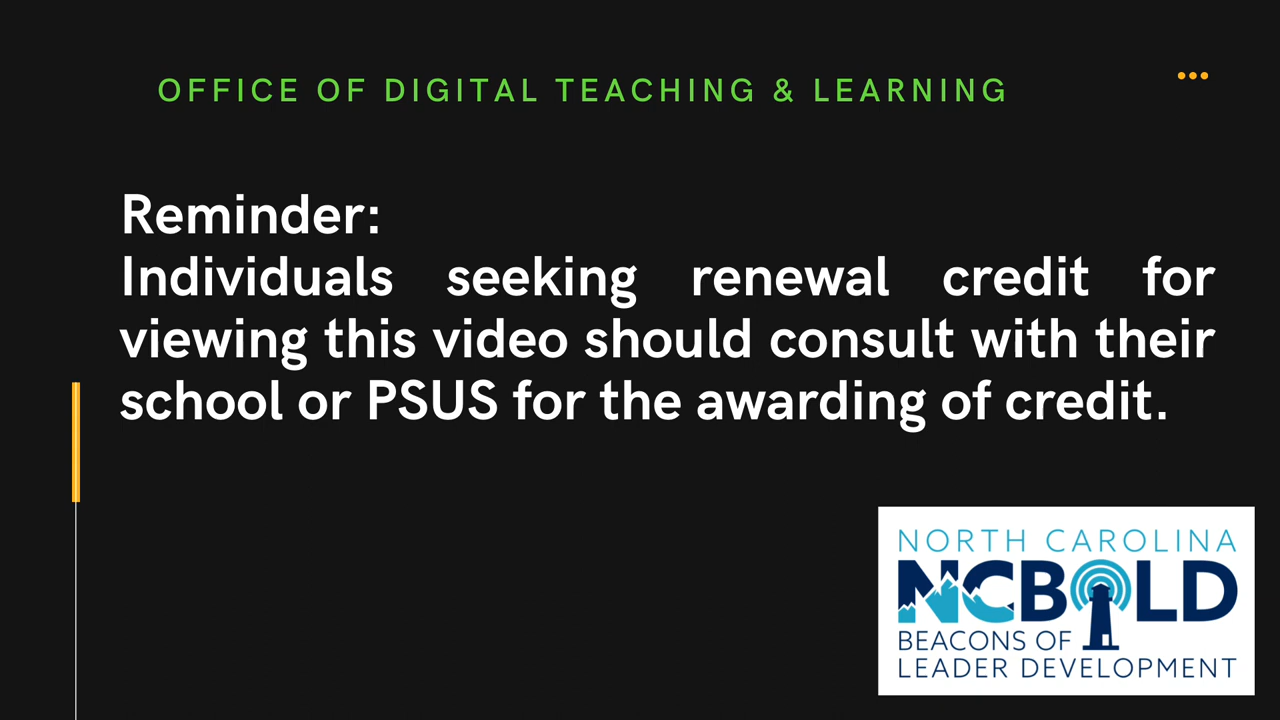 OFFICE OF DIGITAL TEACHING & LEARNING
Reminder:
Individuals seeking renewal credit for
viewing this video should consult with their
school or PSUS for the awarding of credit.
NORTH CAROLINA
NCBOLD
BEACONS OF
LEADER DEVELOPMENT